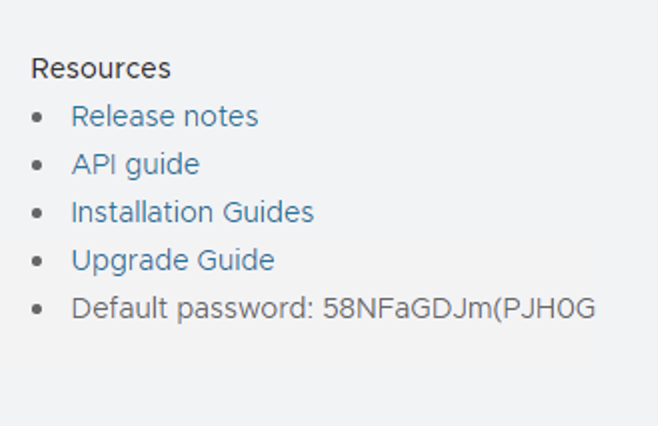 Resources
Release notes
API guide
Installation Guides
Upgrade Guide
Default password: 58NFaGDJm(PJH0G